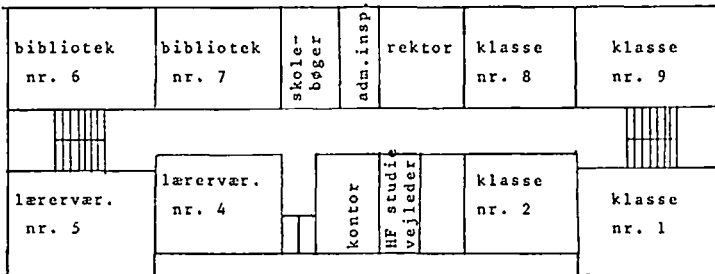 bibliotek
nr. 6
bibliotek
nr. 7
skole-
bøger
adm.insp.
rektor
klasse
nr. 8
klasse
nr. 9
lærervær.
nr. 5
lærervær.
nr. 4
kontor
HF studie
vejleder
klasse
nr. 2
klasse
nr. 1